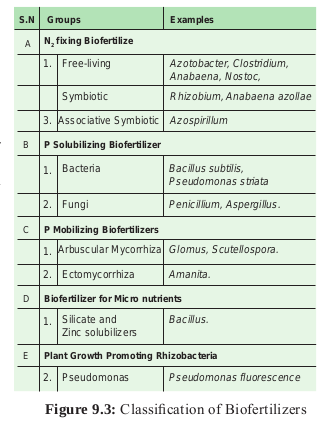 S.N Groups Examples
A N2 fixing Biofertilize
1. Free-living Azotobacter, Clostridium,
Anabaena, Nostoc,
Symbiotic Rhizobium, Anabaena azollae
3. Associative Symbiotic Azospirillum
B P Solubilizing Biofertilizer
1. Bacteria Bacillus subtilis,
Pseudomonas striata
2. Fungi Penicillium, Aspergillus.
C P Mobilizing Biofertilizers
1. Arbuscular Mycorrhiza Glomus, Scutellospora.
2. Ectomycorrhiza Amanita.
D Biofertilizer for Micro nutrients
1. Silicate and Bacillus.
Zinc solubilizers
E Plant Growth Promoting Rhizobacteria
2. Pseudomonas Pseudomonas fluorescence
Figure 9.3: Classification of Biofertilizers